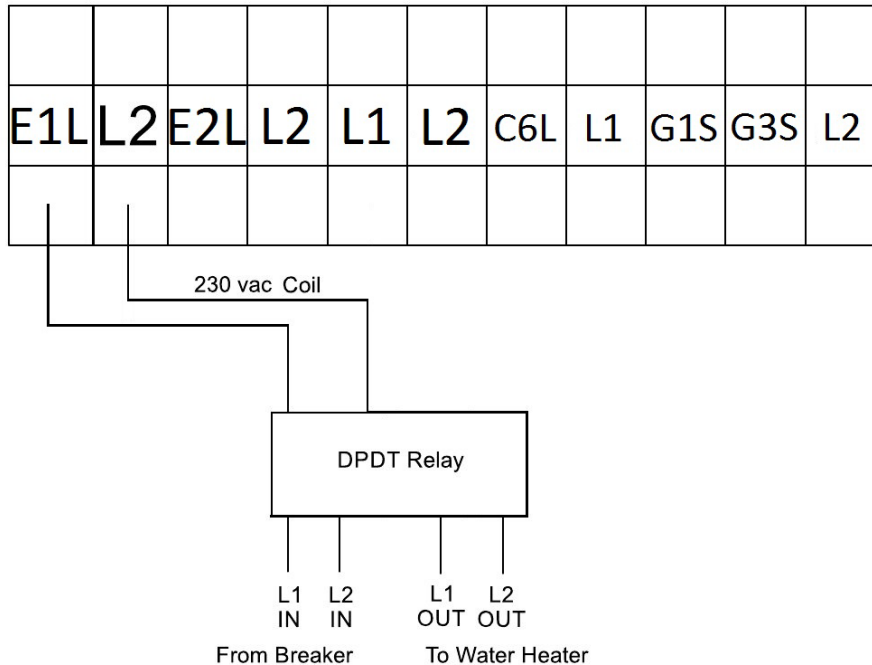 E1L L2 E2L L2 L1 L2 C6L L1 G1S G3S L2
230 vac Coil
DPDT Relay
L1 L2 L1 L2
IN IN OUT OUT
From Breaker To Water Heater